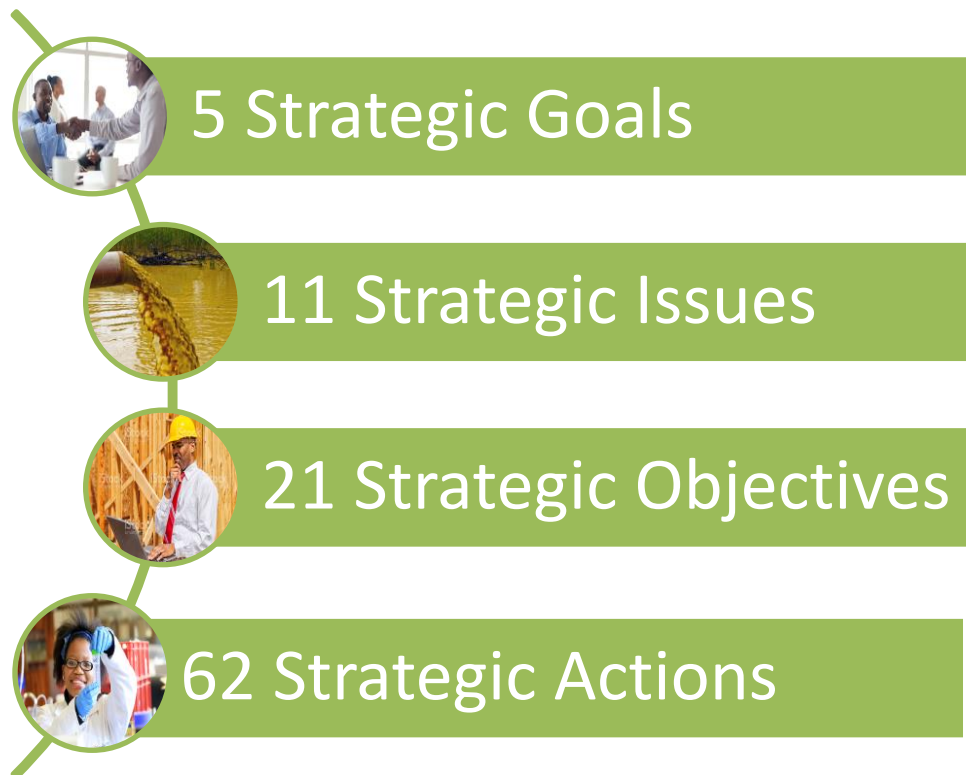 5 Strategic Goals
11 Strategic Issues
21 Strategic Objectives
62 Strategic Actions